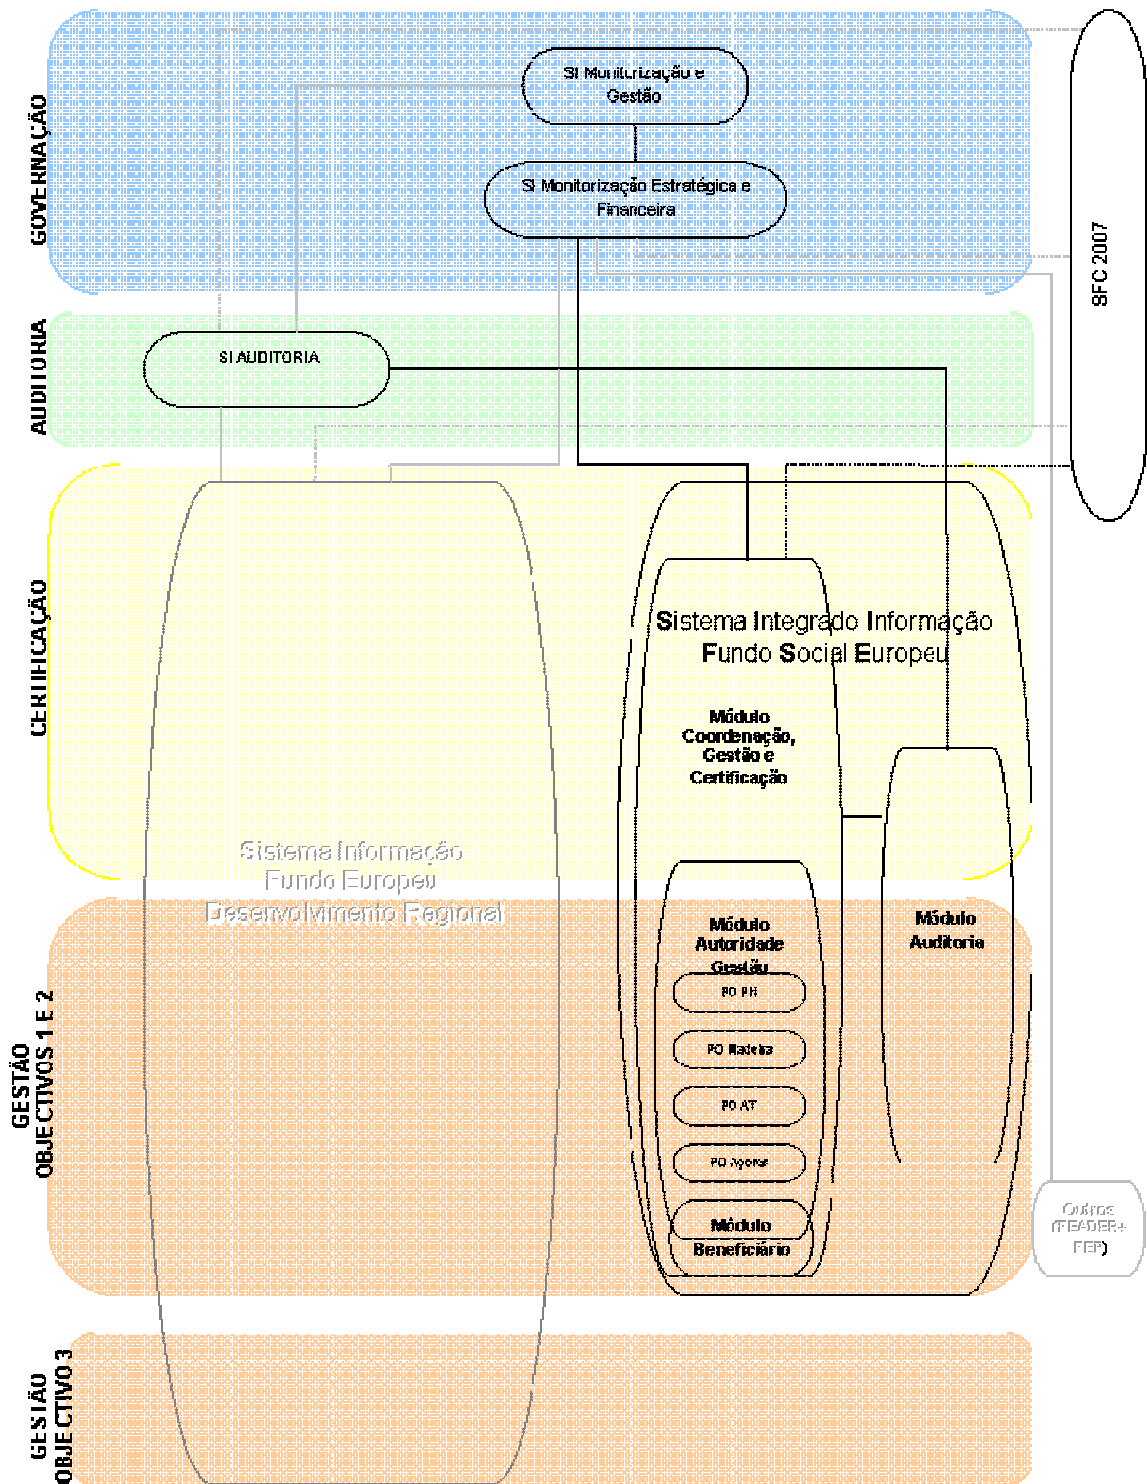 GOVERNAÇÃO
SI Monitorização e
Gestão
SI Monitorização Estratégica e
Financeira
SFC 2007
AUDITORIA
SI AUDITORIA
CERTIFICAÇÃO
Sistema Integrado Informação
Fundo Social Europeu
Módulo
Coordenação,
Gestão e
Certificação
Sistema Informação
Fundo Europeu
Desenvolvimento Regional
Módulo
Auditoria
Módulo
Autoridade
Gestão
PO PH
PO Madeira
PO AT
PO Açores
Módulo
Beneficiário
GESTÃO
OBJECTIVOS 1 E 2
Outros
(FEADER+
FEP)
GESTÃO
OBJECTIVO 3